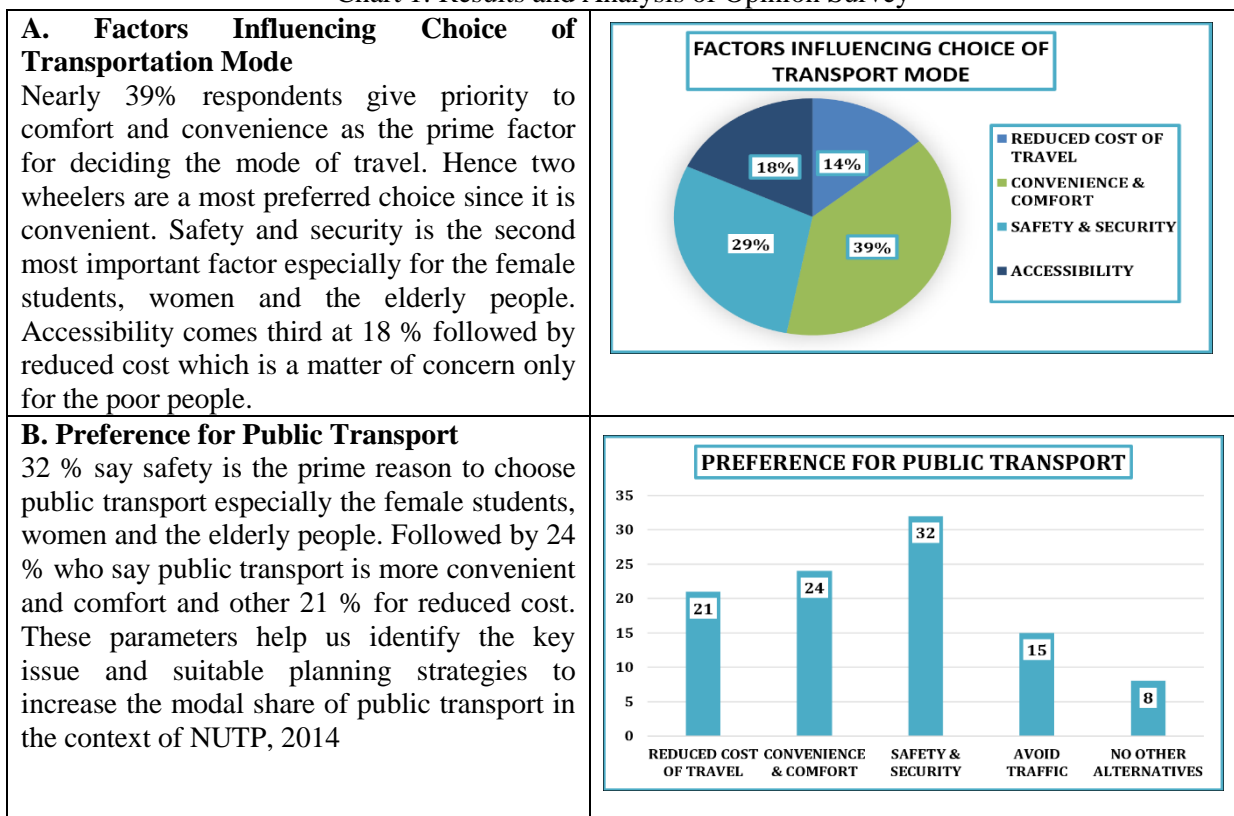 Chart 1: Results and Analysis of Opinion Survey
A. Factors Influencing Choice of
Transportation Mode
Nearly 39% respondents give priority to
comfort and convenience as the prime factor
for deciding the mode of travel. Hence two
wheelers are a most preferred choice since it is
convenient. Safety and security is the second
most important factor especially for the female
students, women and the elderly people.
Accessibility comes third at 18 % followed by
reduced cost which is a matter of concern only
for the poor people.
FACTORS INFLUENCING CHOICE OF
TRANSPORT MODE
18%
14%
29%
39%
REDUCED COST OF
TRAVEL
CONVENIENCE &
COMFORT
SAFETY & SECURITY
ACCESSIBILITY
B. Preference for Public Transport
32 % say safety is the prime reason to choose
public transport especially the female students,
women and the elderly people. Followed by 24
% who say public transport is more convenient
and comfort and other 21 % for reduced cost.
These parameters help us identify the key
issue and suitable planning strategies to
increase the modal share of public transport in
the context of NUTP, 2014
PREFERENCE FOR PUBLIC TRANSPORT
35
30
25
20
15
10
5
0
21
24
32
15
8
REDUCED COST
OF TRAVEL
CONVENIENCE
& COMFORT
SAFETY &
SECURITY
AVOID
TRAFFIC
NO OTHER
ALTERNATIVES